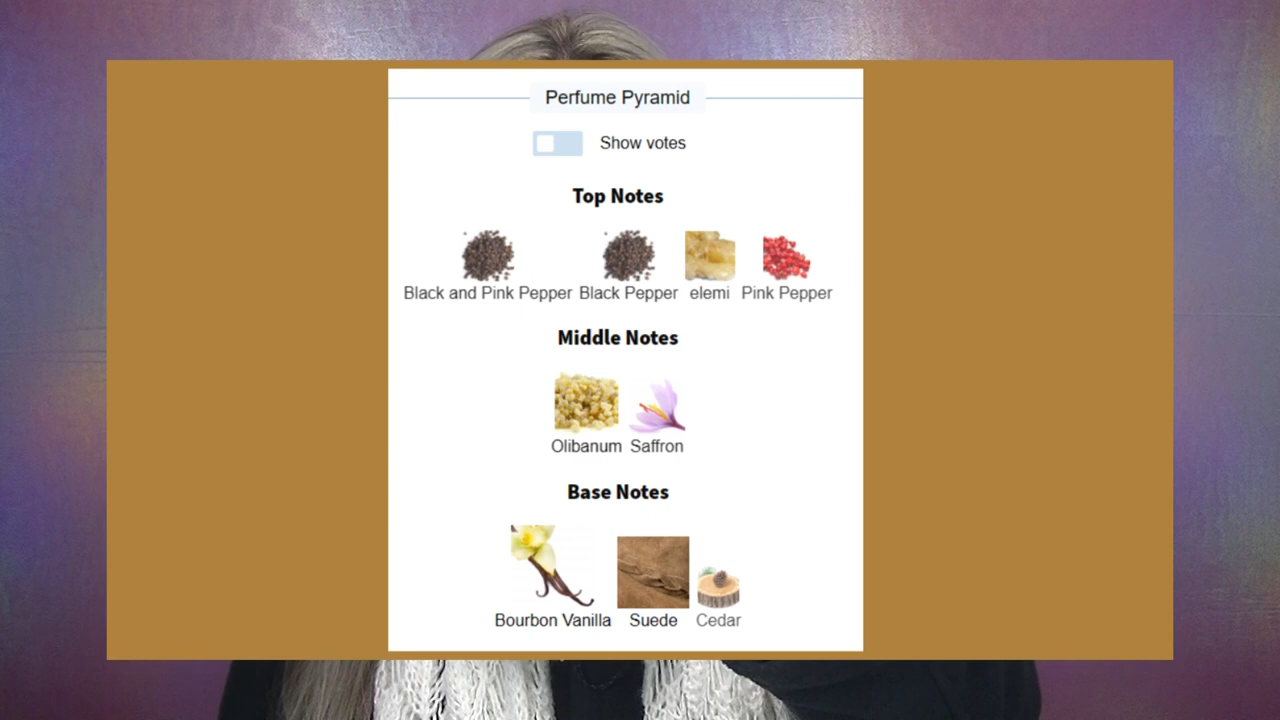 Perfume Pyramid
Show votes
Top Notes
Black and Pink Pepper Black Pepper elemi Pink Pepper
Middle Notes
Olibanum Saffron
Base Notes
Bourbon Vanilla Suede Cedar